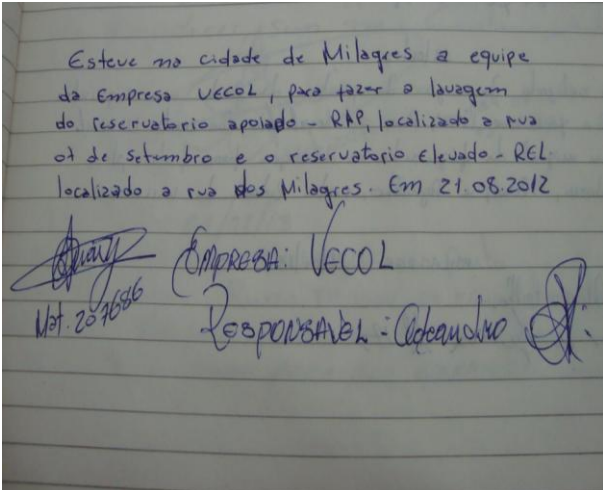 Esteve na cidade de Milagres a equipe
da Empresa VECOL, para fazer a lavagem
do reservatorio apoiado - RAP, localizado a rua
07 de setembro e o reservatorio Elevado - REL
localizado a rua dos Milagres. Em 21.08.2012
EMPRESA: VECOL
Mat. 207686
RESPONSAVEL: